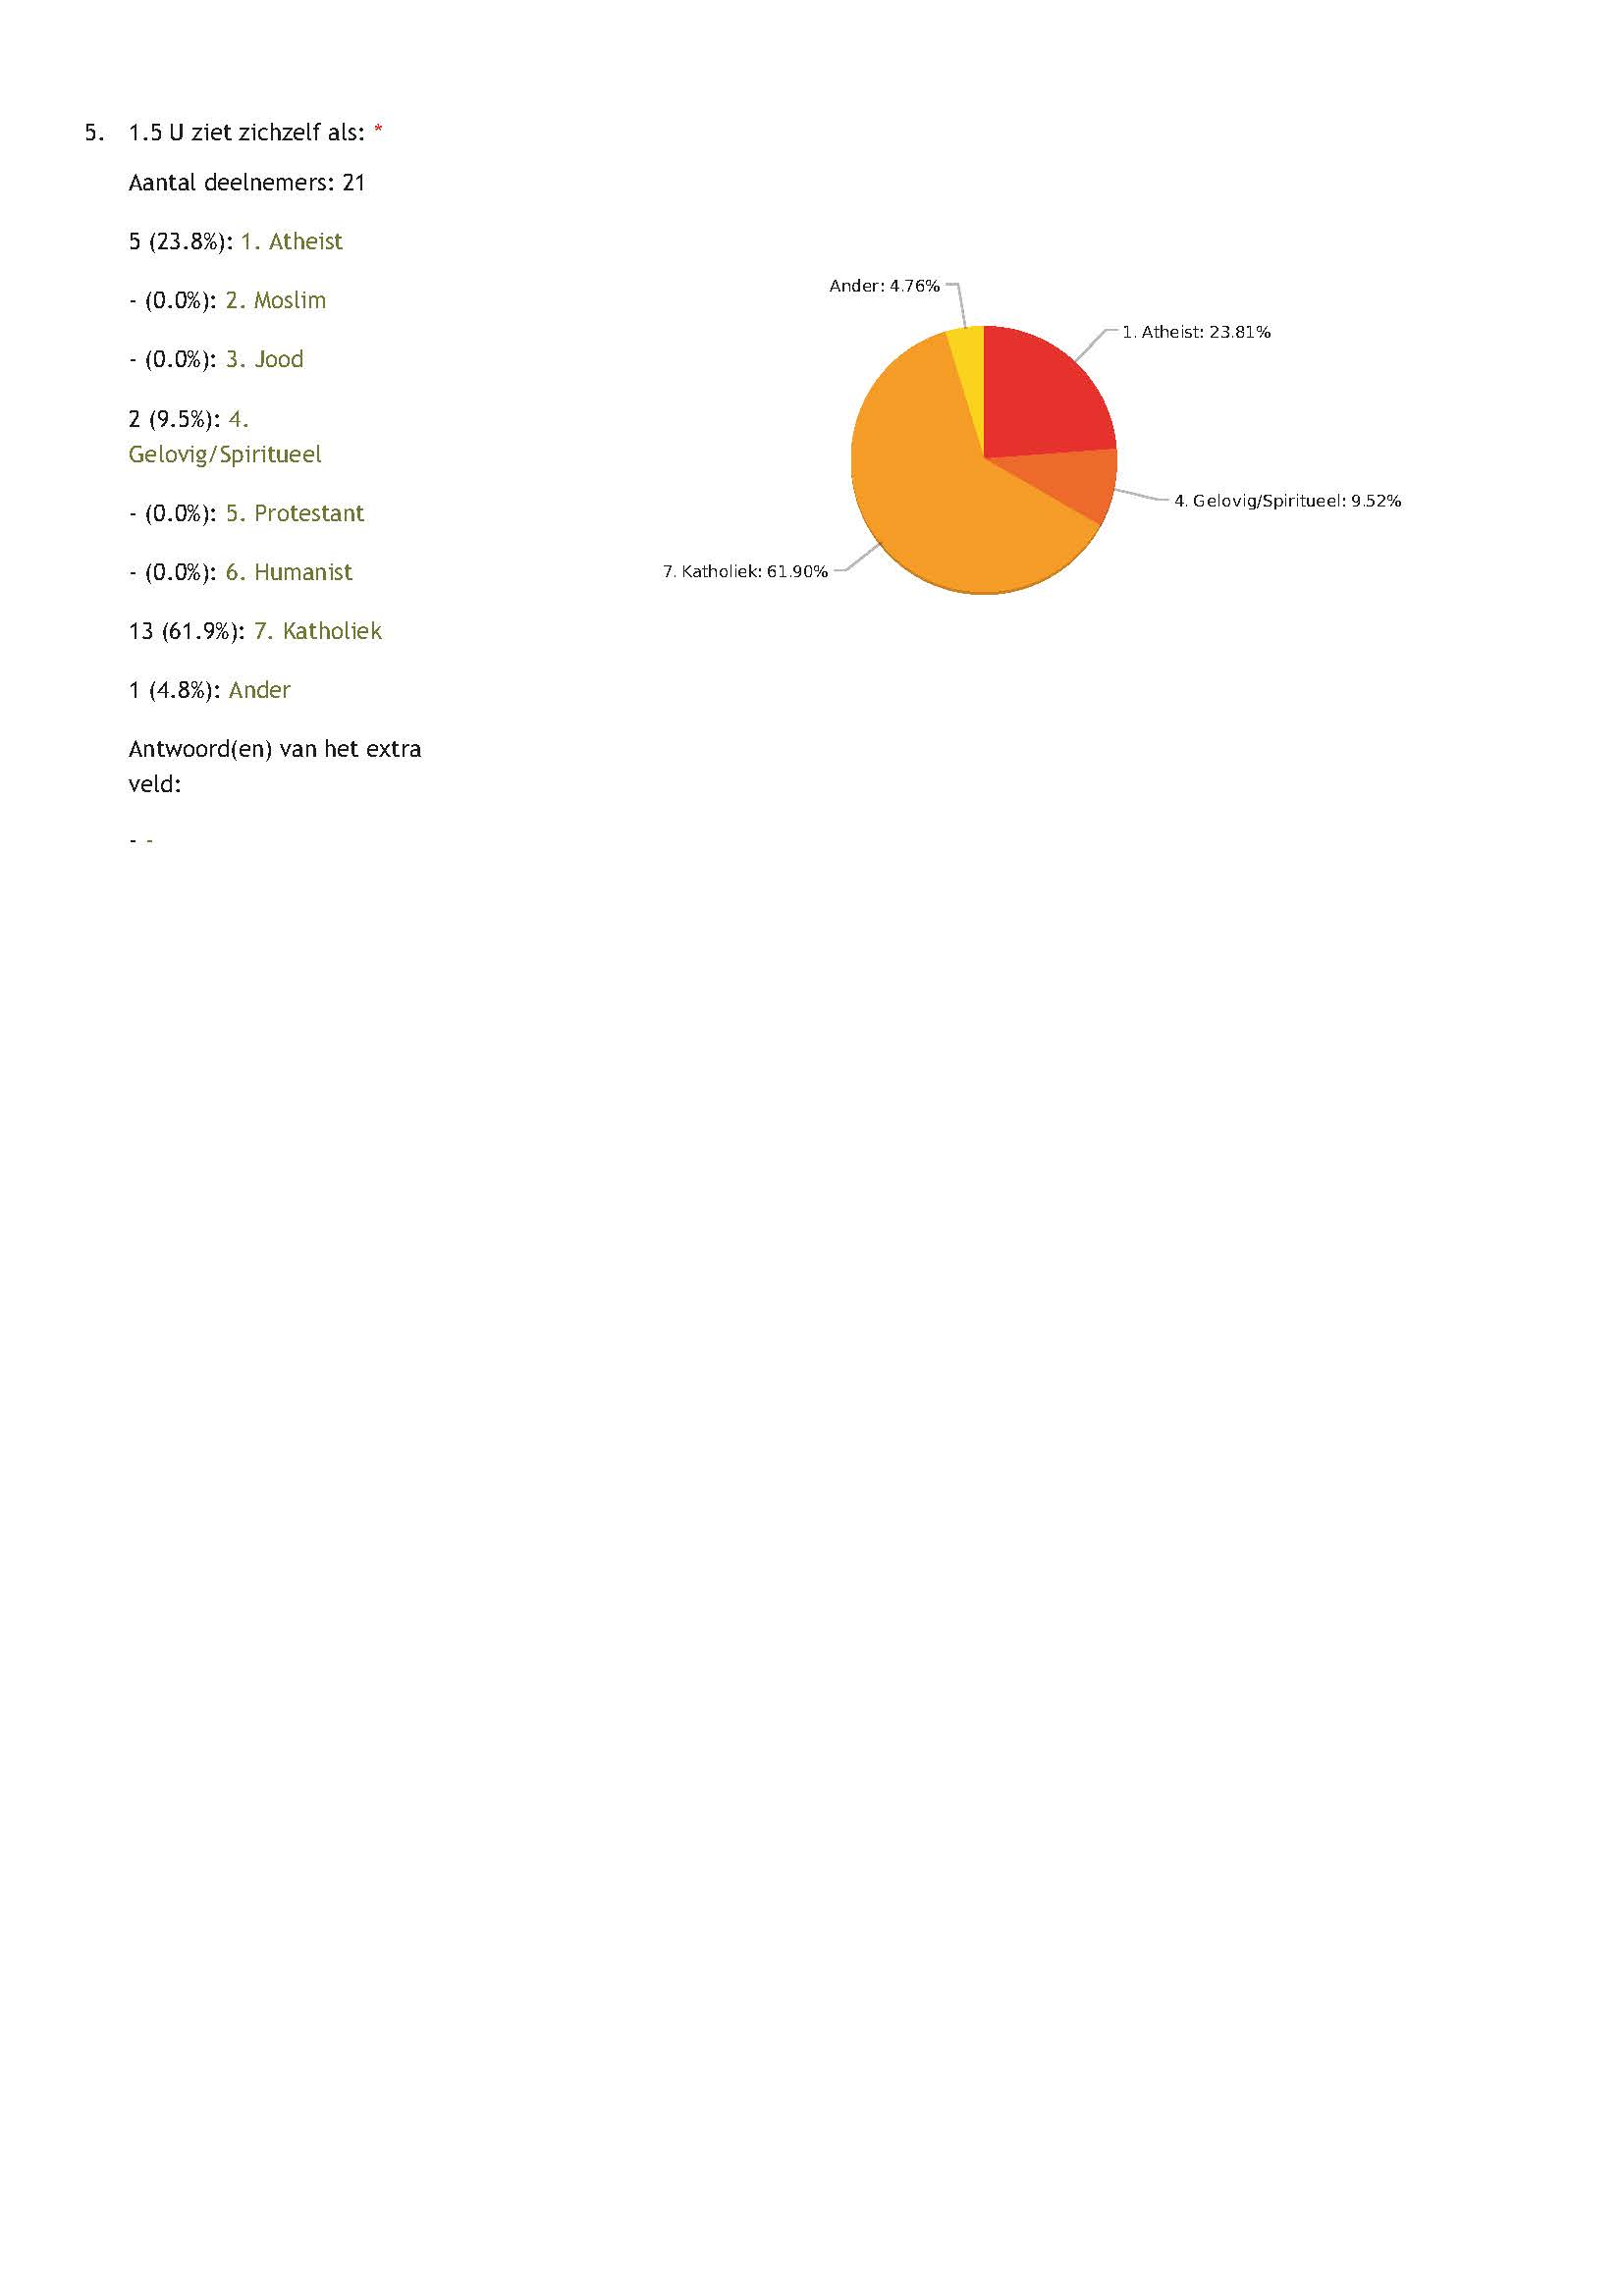 5. 1.5 U ziet zichzelf als: *
Aantal deelnemers: 21
5 (23.8%): 1. Atheist
- (0.0%): 2. Moslim
- (0.0%): 3. Jood
2 (9.5%): 4.
Gelovig/Spiritueel
- (0.0%): 5. Protestant
- (0.0%): 6. Humanist
13 (61.9%): 7. Katholiek
1 (4.8%): Ander
Antwoord(en) van het extra
veld:
- -
Ander: 4.76%
1. Atheist: 23.81%
4. Gelovig/Spiritueel: 9.52%
7. Katholiek: 61.90%